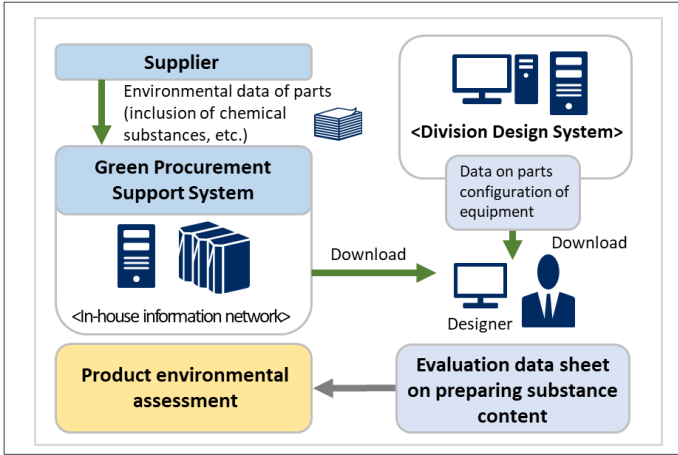 Supplier
Environmental data of parts
(inclusion of chemical
substances, etc.)
Green Procurement
Support System
<In-house information network>
<Division Design System>
Data on parts
configuration of
equipment
Download
Download
Designer
Product environmental
assessment
Evaluation data sheet
on preparing substance
content